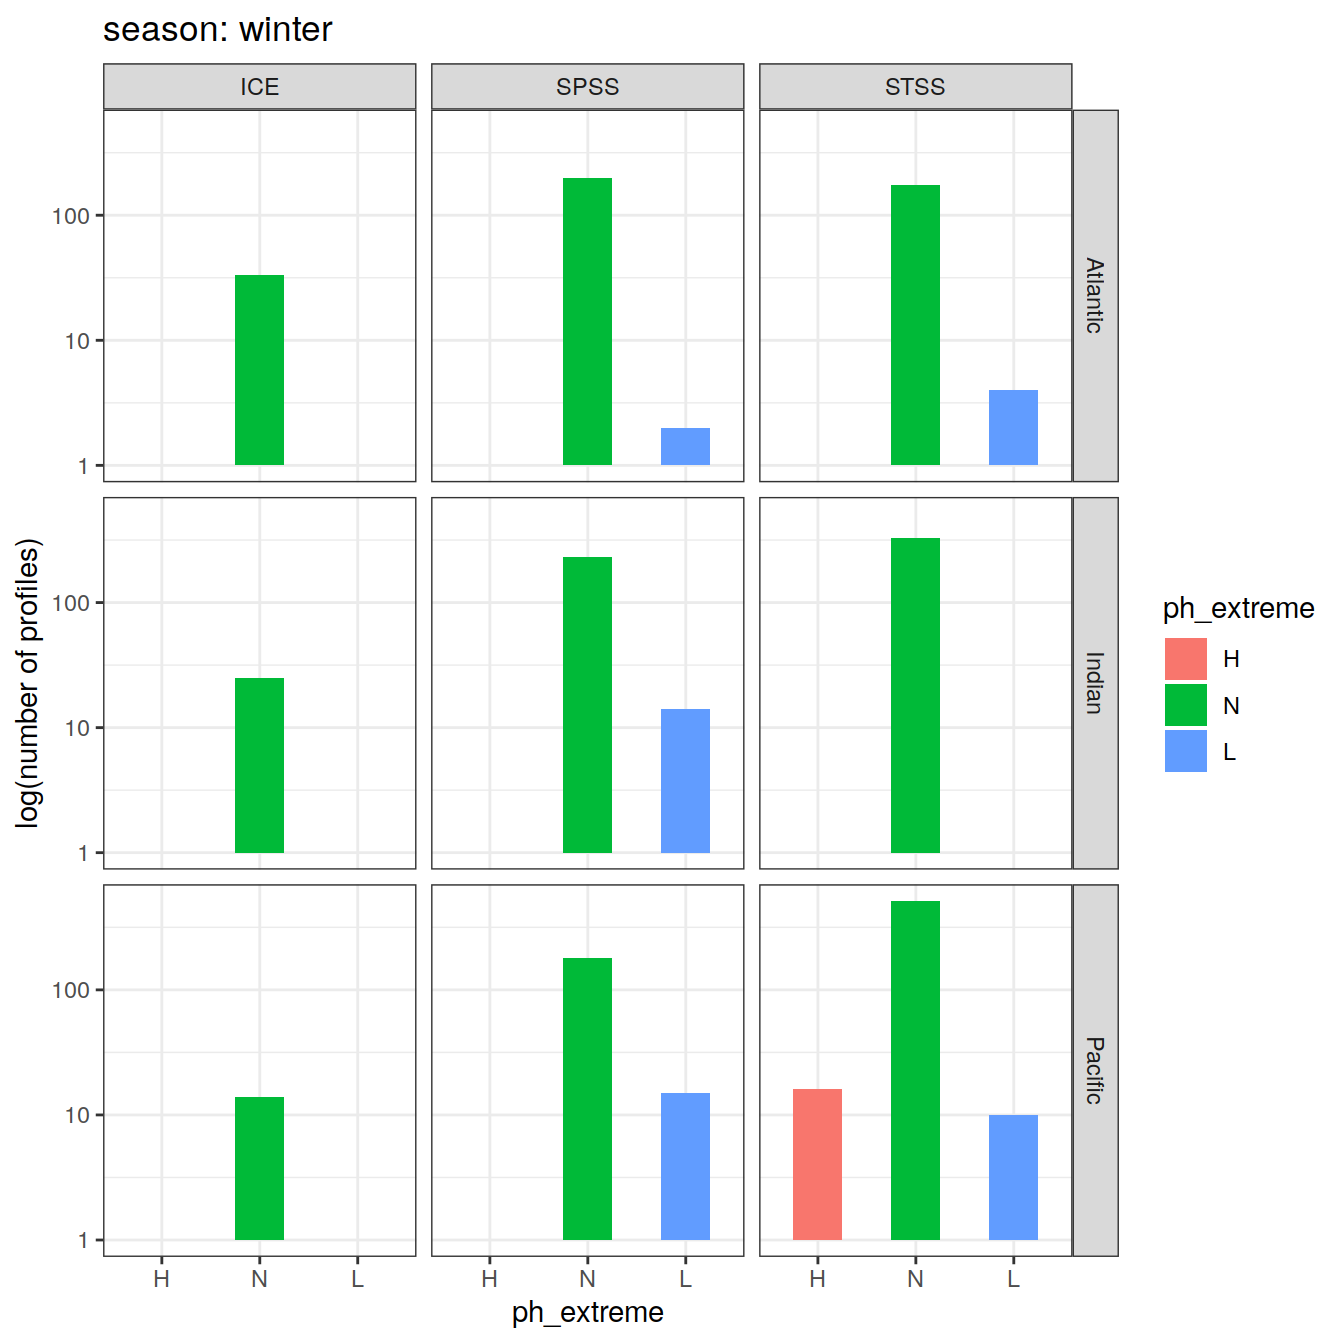 season: winter
ICE SPSS STSS
100
10
1
Atlantic
100
10
1
Indian
100
10
1
Pacific
log(number of profiles)
H N L H N L H N L
ph_extreme
ph_extreme
H
N
L